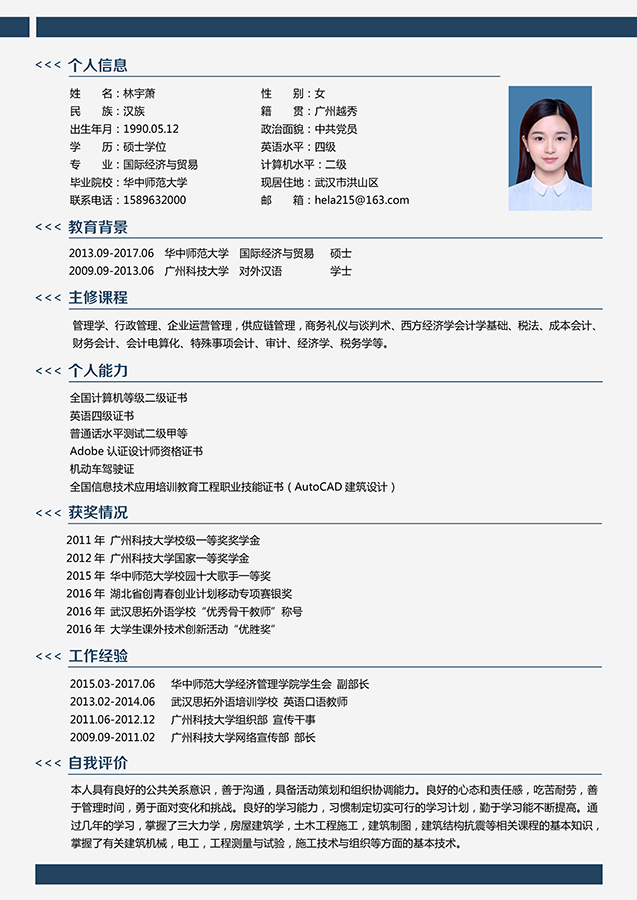 <<< 个人信息
姓　　名：林宇萧　　性　　别：女
民　　族：汉族　　籍　　贯：广州越秀
出生年月：1990.05.12　　政治面貌：中共党员
学　　历：硕士学位　　英语水平：四级
专　　业：国际经济与贸易　　计算机水平：二级
毕业院校：华中师范大学　　现居住地：武汉市洪山区
联系电话：1589632000　　邮　　箱：hela215@163.com
<<< 教育背景
2013.09-2017.06　华中师范大学　国际经济与贸易　硕士
2009.09-2013.06　广州科技大学　对外汉语　学士
<<< 主修课程
管理学、行政管理、企业运营管理，供应链管理，商务礼仪与谈判术、西方经济学会计学基础、税法、成本会计、
财务会计、会计电算化、特殊事项会计、审计、经济学、税务学等。
<<< 个人能力
全国计算机等级二级证书
英语四级证书
普通话水平测试二级甲等
Adobe 认证设计师资格证书
机动车驾驶证
全国信息技术应用培训教育工程职业技能证书（AutoCAD 建筑设计）
<<< 获奖情况
2011 年 广州科技大学校级一等奖奖学金
2012 年 广州科技大学国家一等奖学金
2015 年 华中师范大学校园十大歌手一等奖
2016 年 湖北省创青春创业计划移动专项赛银奖
2016 年 武汉思拓外语学校“优秀骨干教师”称号
2016 年 大学生课外技术创新活动“优胜奖”
<<< 工作经验
2015.03-2017.06　华中师范大学经济管理学院学生会 副部长
2013.02-2014.06　武汉思拓外语培训学校 英语口语教师
2011.06-2012.12　广州科技大学组织部 宣传干事
2009.09-2011.02　广州科技大学网络宣传部 部长
<<< 自我评价
本人具有良好的公共关系意识，善于沟通，具备活动策划和组织协调能力。良好的心态和责任感，吃苦耐劳，善
于管理时间，勇于面对变化和挑战。良好的学习能力，习惯制定切实可行的学习计划，勤于学习能不断提高。通
过几年的学习，掌握了三大力学，房屋建筑学，土木工程施工，建筑制图，建筑结构抗震等相关课程的基本知识，
掌握了有关建筑机械，电工，工程测量与试验，施工技术与组织等方面的基本技术。